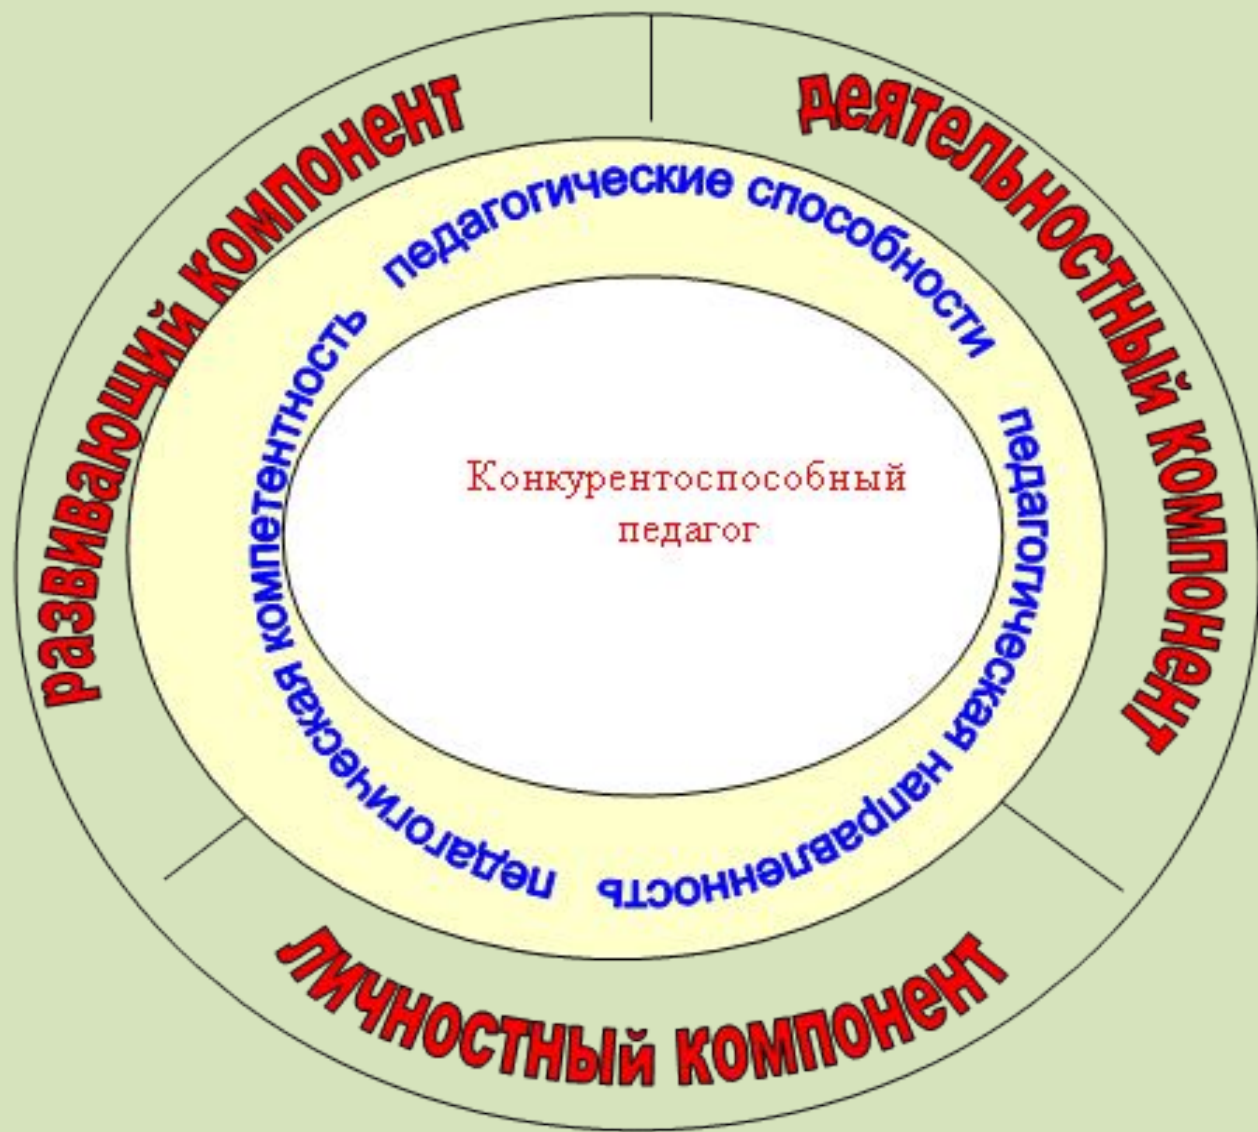 развивающий компонент
деятельностный компонент
личностный компонент
педагогические способности
педагогическая направленность
педагогическая компетентность
Конкурентоспособный
педагог